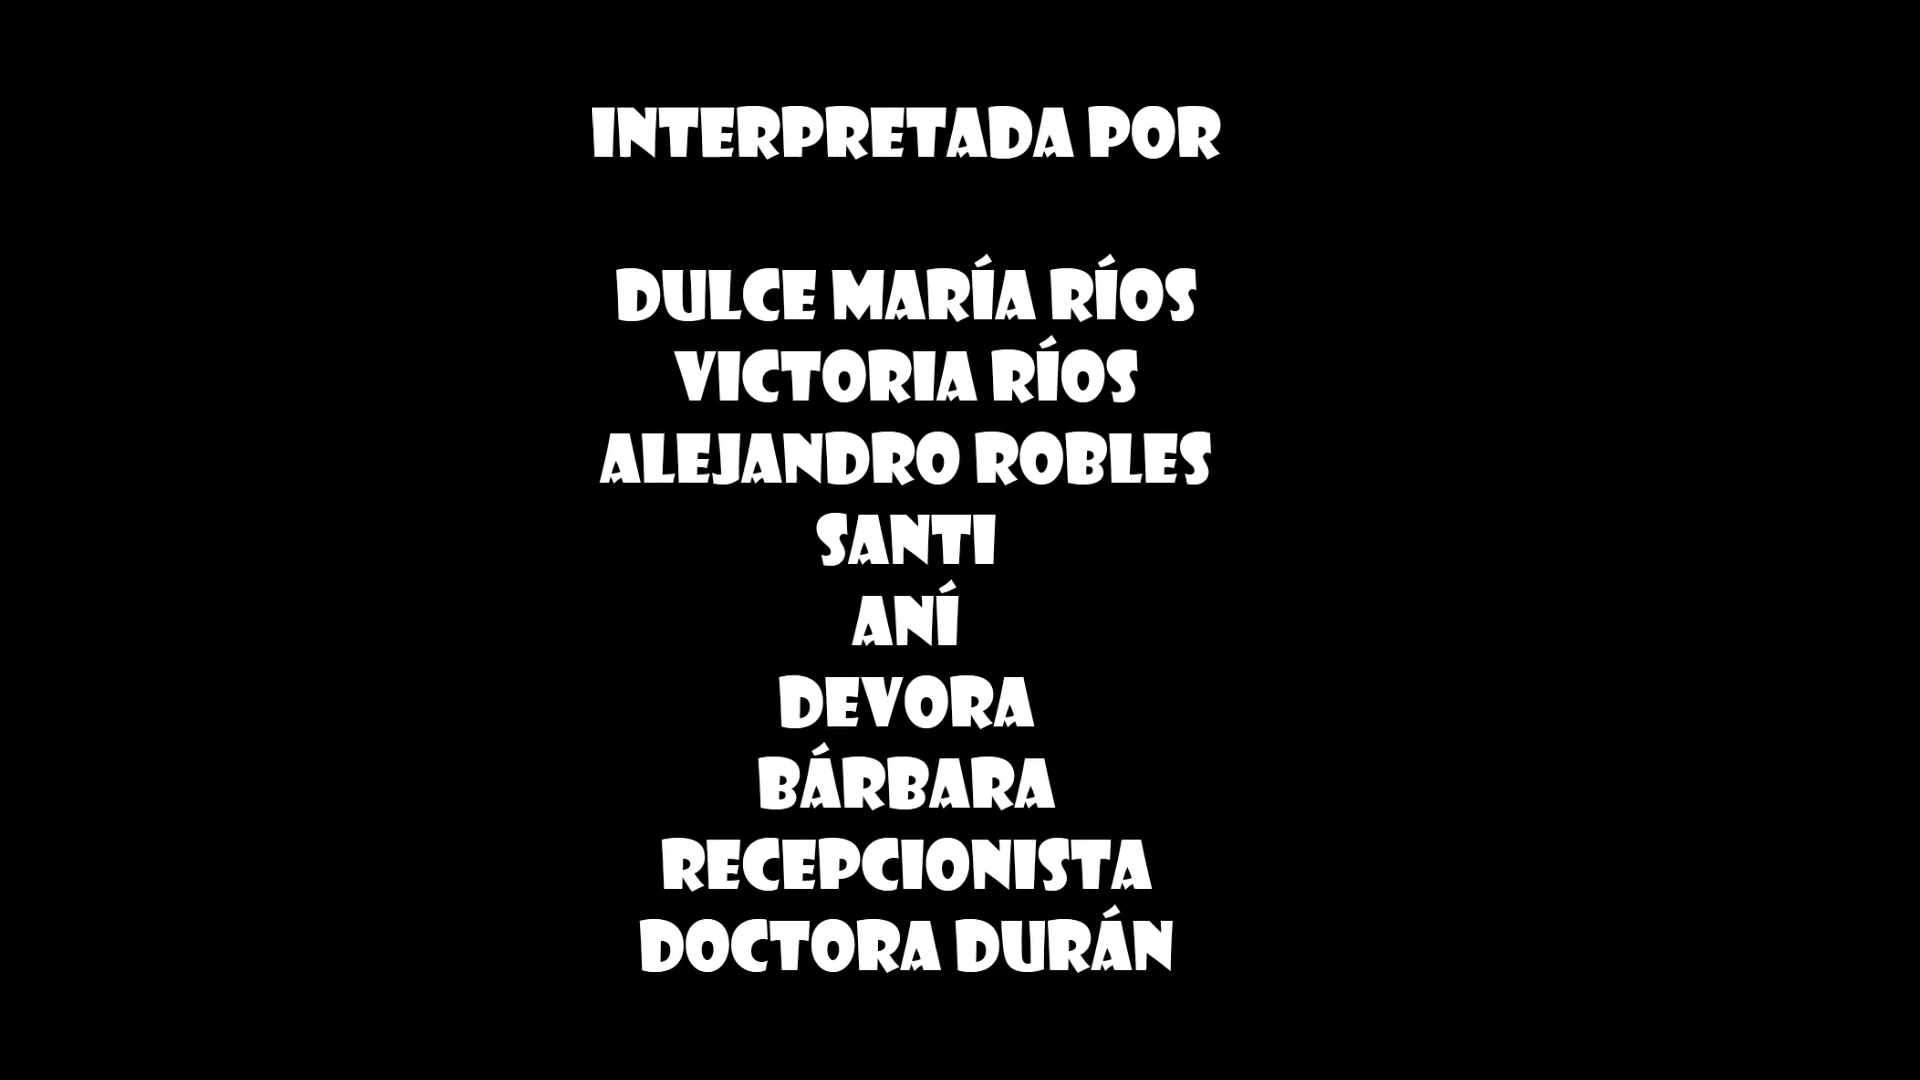 INTERPRETADA POR
DULCE MARÍA RÍOS
VICTORIA RÍOS
ALEJANDRO ROBLES
SANTI
ANÍ
DEVORA
BÁRBARA
RECEPCIONISTA
DOCTORA DURÁN